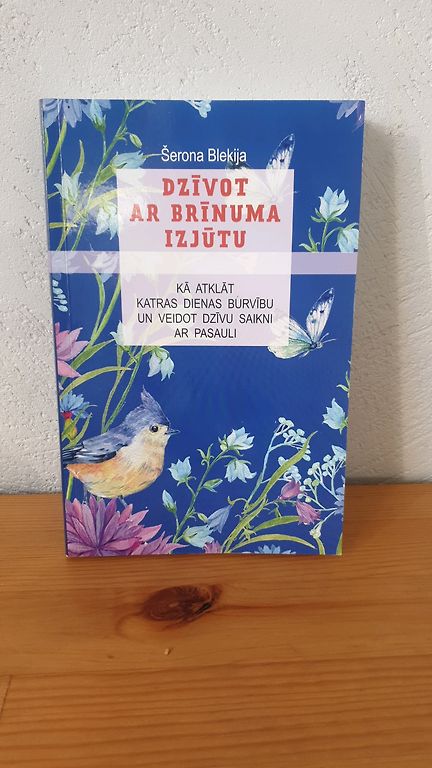 Šerona Blekija
DZĪVOT
AR BRĪNUMA
IZJŪTU
KĀ ATKLĀT
KATRAS DIENAS BURVĪBU
UN VEIDOT DZĪVU SAIKNI
AR PASAULI